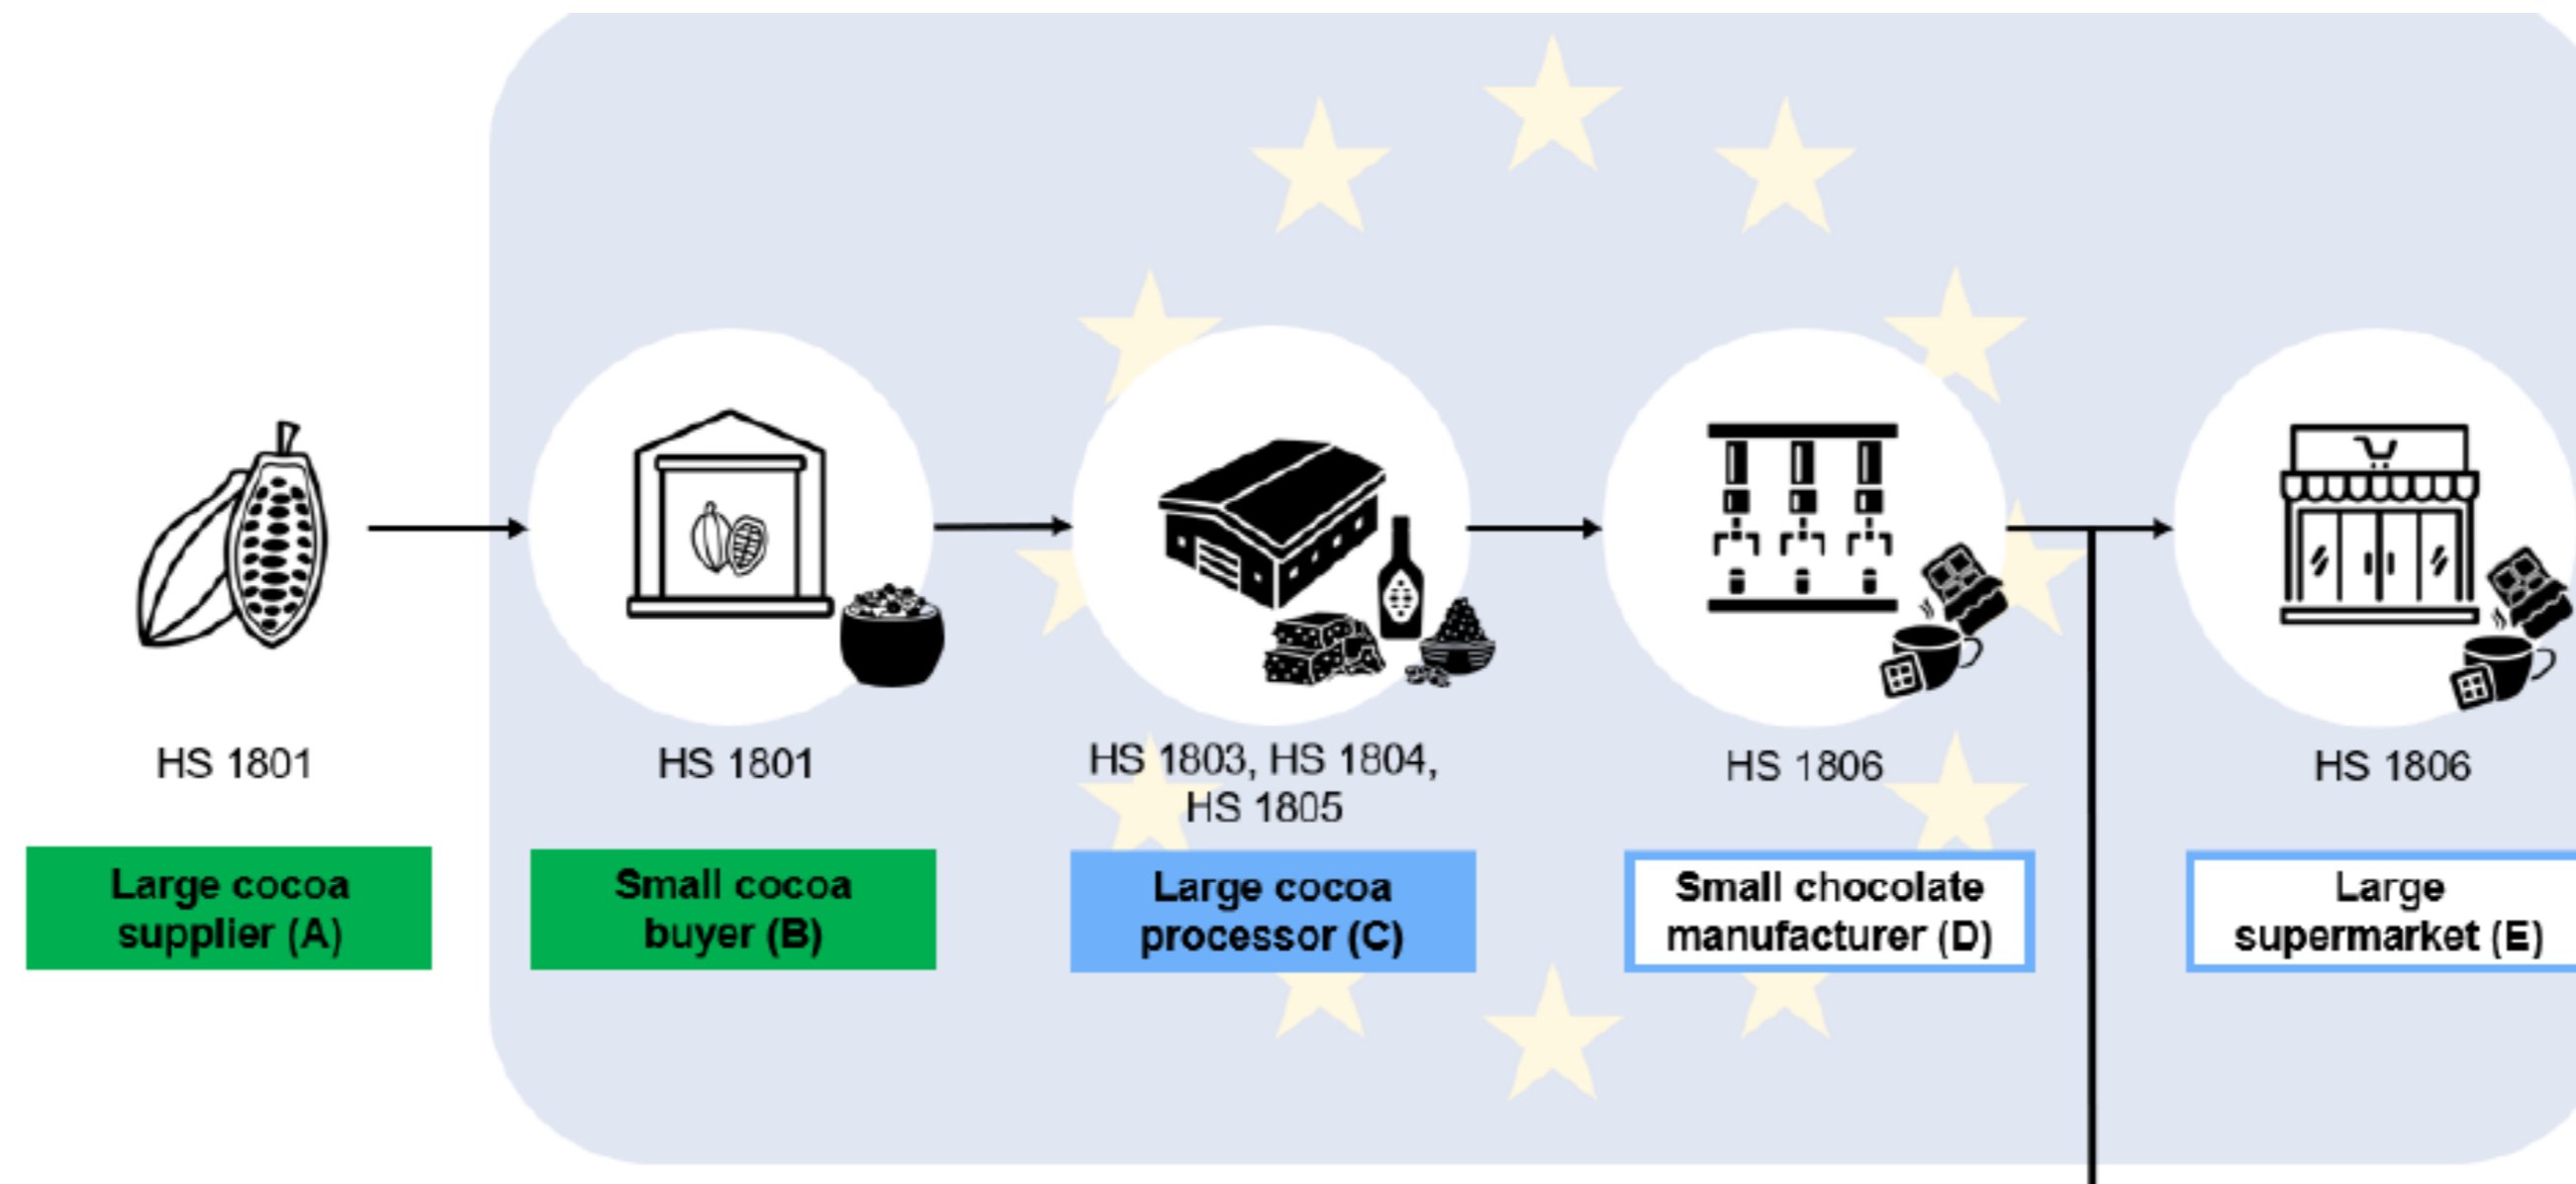 HS 1801
HS 1801
HS 1803, HS 1804,
HS 1805
HS 1806
HS 1806
Large cocoa
supplier (A)
Small cocoa
buyer (B)
Large cocoa
processor (C)
Small chocolate
manufacturer (D)
Large
supermarket (E)